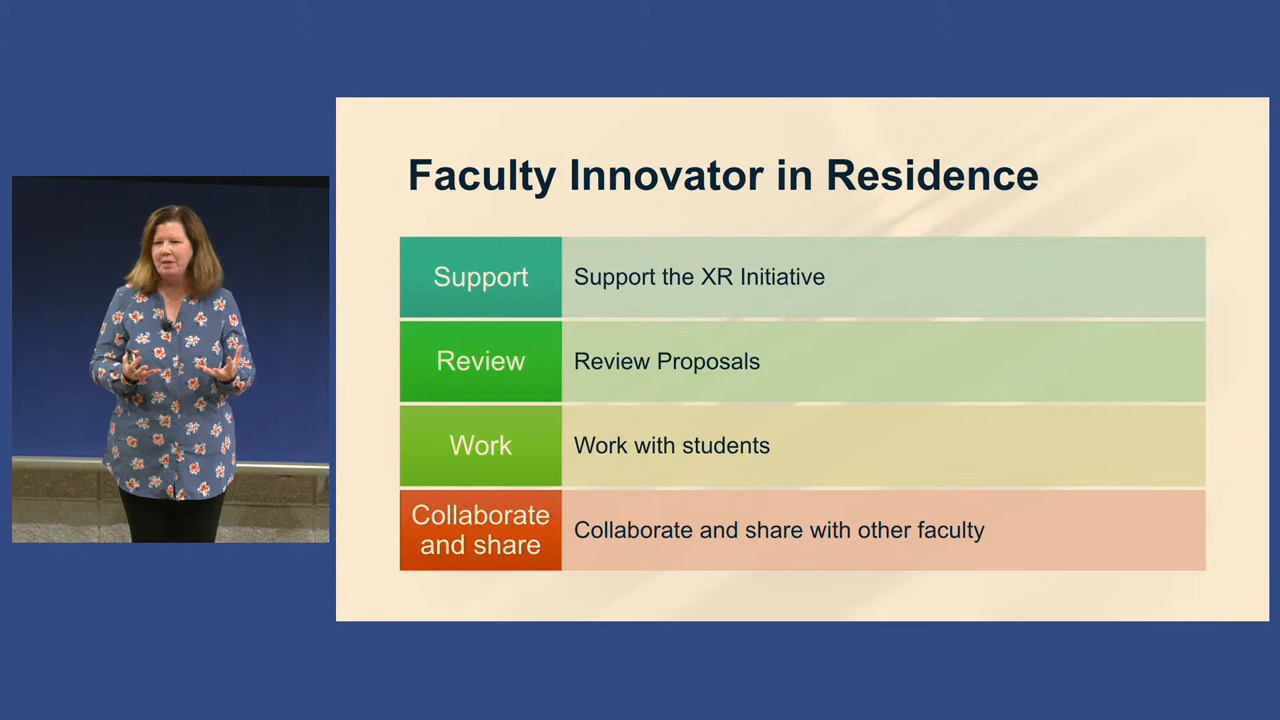 Faculty Innovator in Residence
Support
Support the XR Initiative
Review
Review Proposals
Work
Work with students
Collaborate
and share
Collaborate and share with other faculty